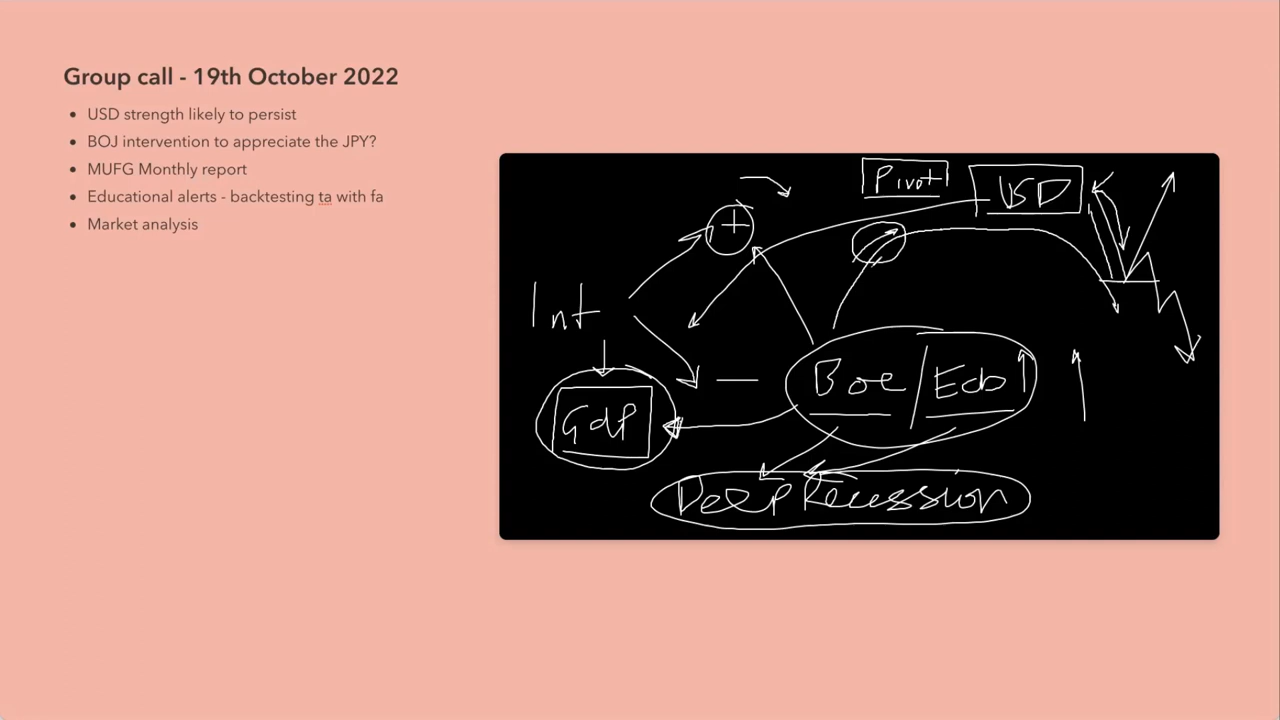 Group call - 19th October 2022
• USD strength likely to persist
• BOJ intervention to appreciate the JPY?
• MUFG Monthly report
• Educational alerts - backtesting ta with fa
• Market analysis
Pivot
USD
+
Int
—
Boe/Ecb
Gdp
Deep Recession